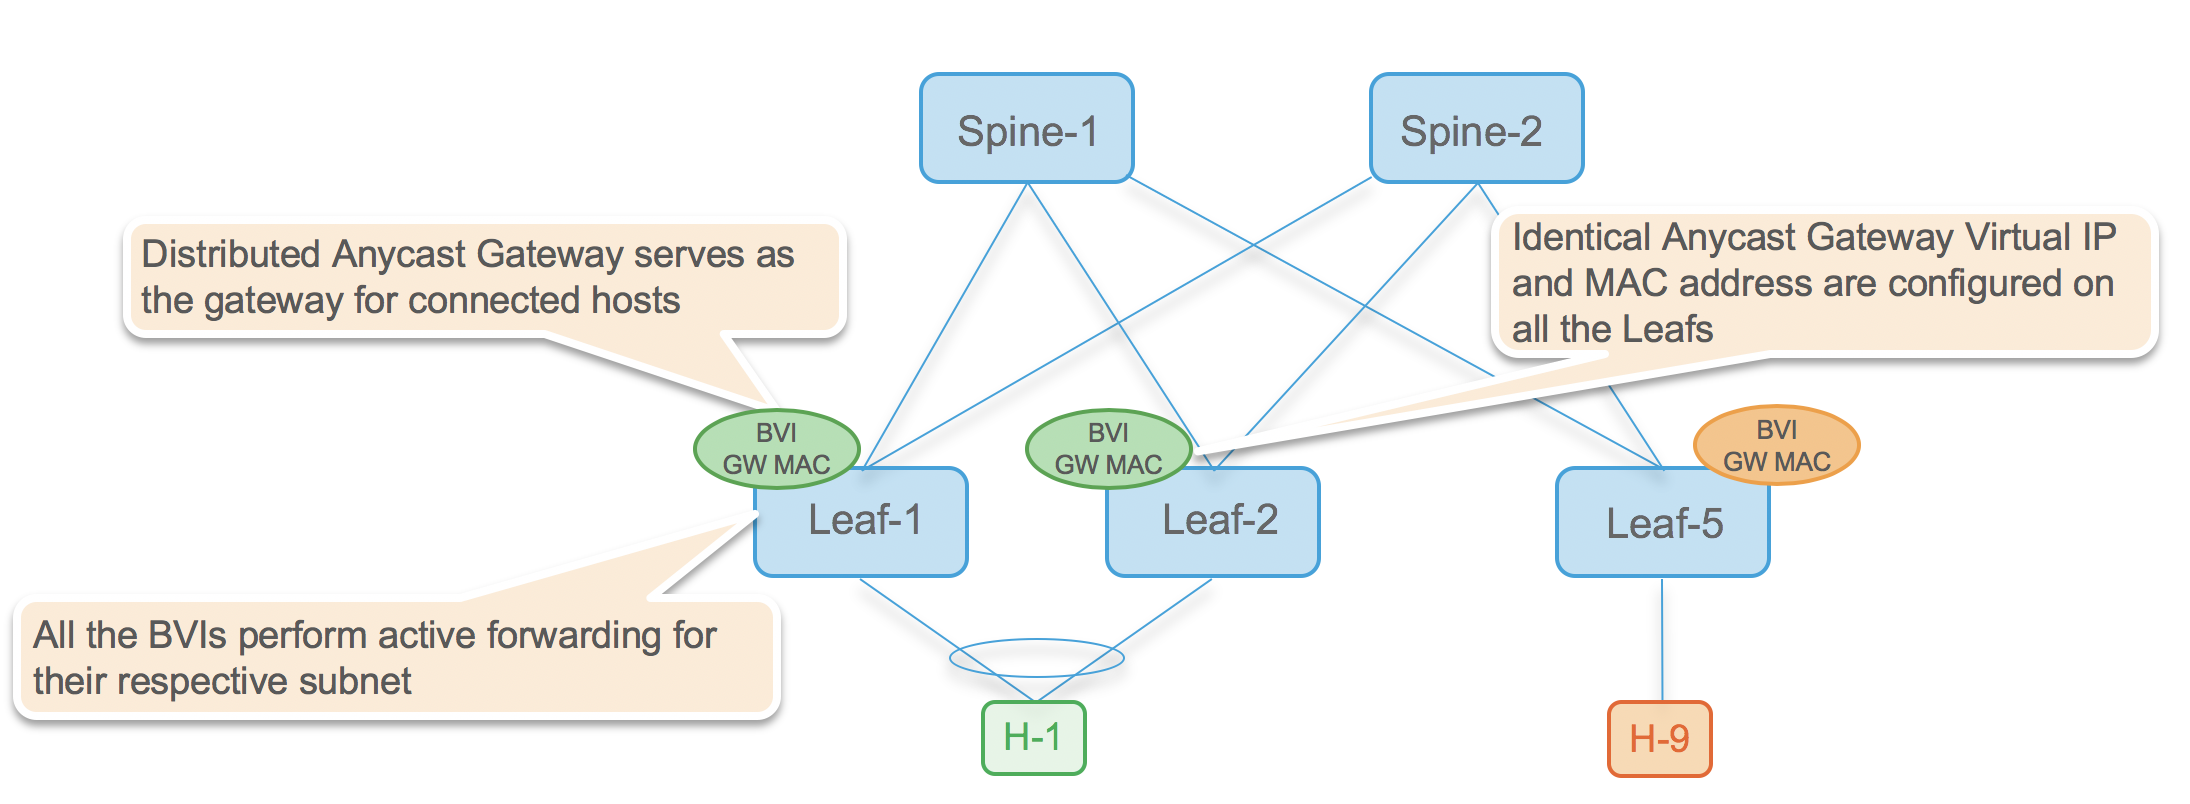 Spine-1
Spine-2
Distributed Anycast Gateway serves as
the gateway for connected hosts
Identical Anycast Gateway Virtual IP
and MAC address are configured on
all the Leafs
BVI
GW MAC
BVI
GW MAC
BVI
GW MAC
Leaf-1
Leaf-2
Leaf-5
All the BVIs perform active forwarding for
their respective subnet
H-1
H-9